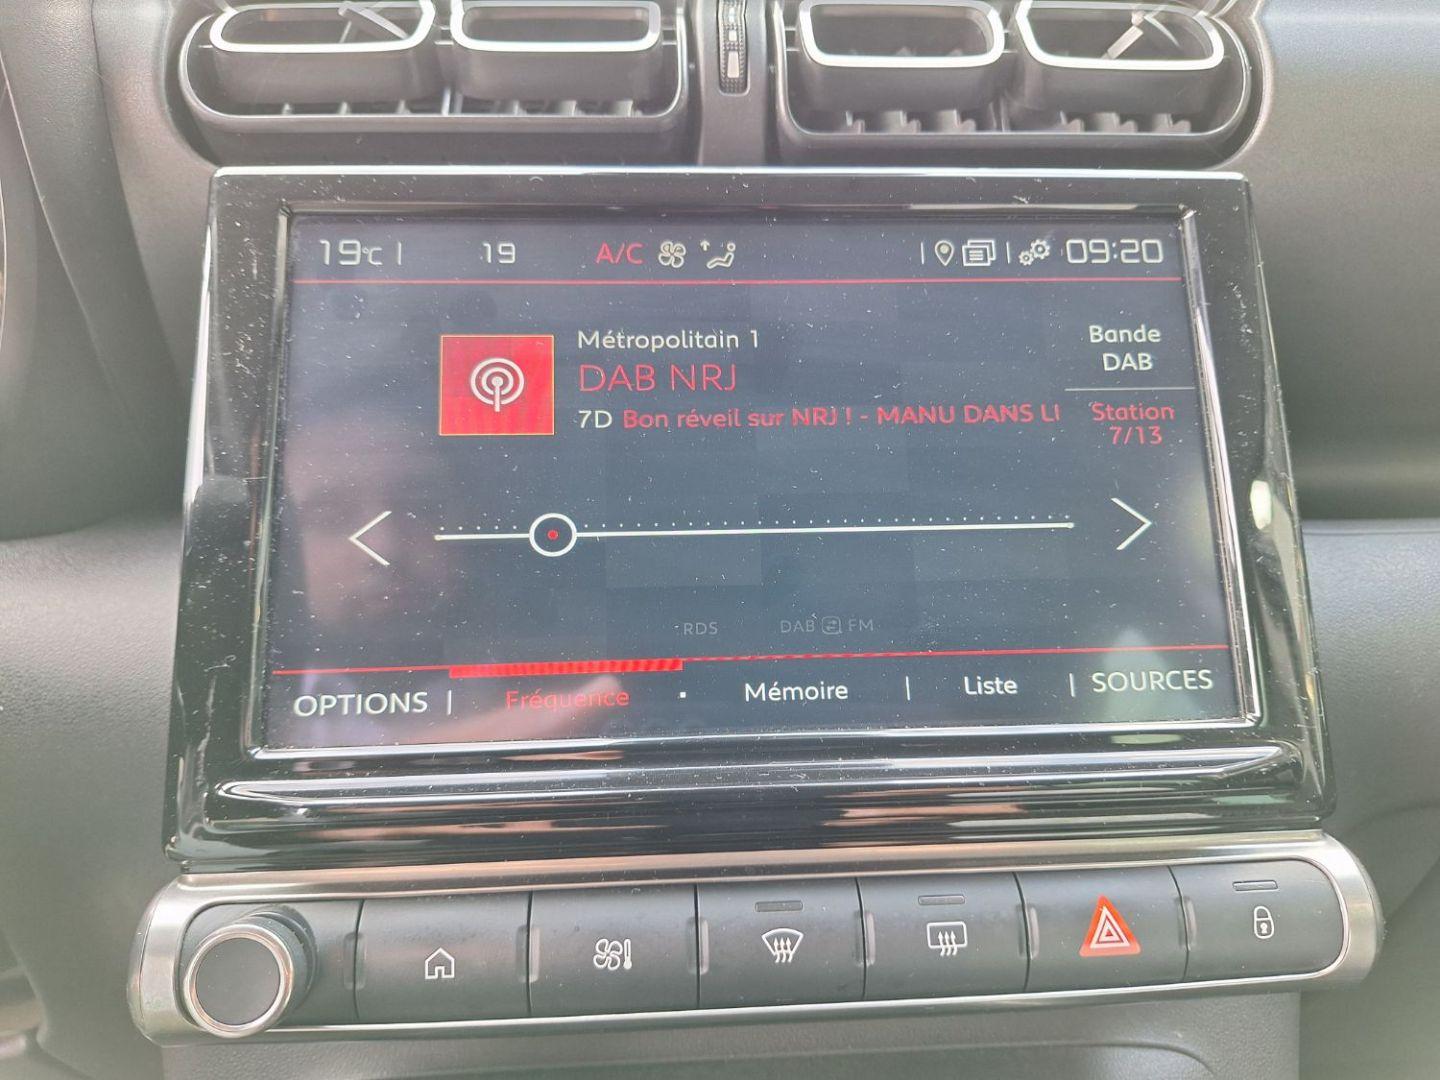 19°C | 19 A/C | | 09:20
Métropolitain 1
DAB NRJ
7D Bon réveil sur NRJ ! - MANU DANS L
Bande
DAB
Station
7/13
RDS DAB FM
OPTIONS | Fréquence · Mémoire | Liste | SOURCES